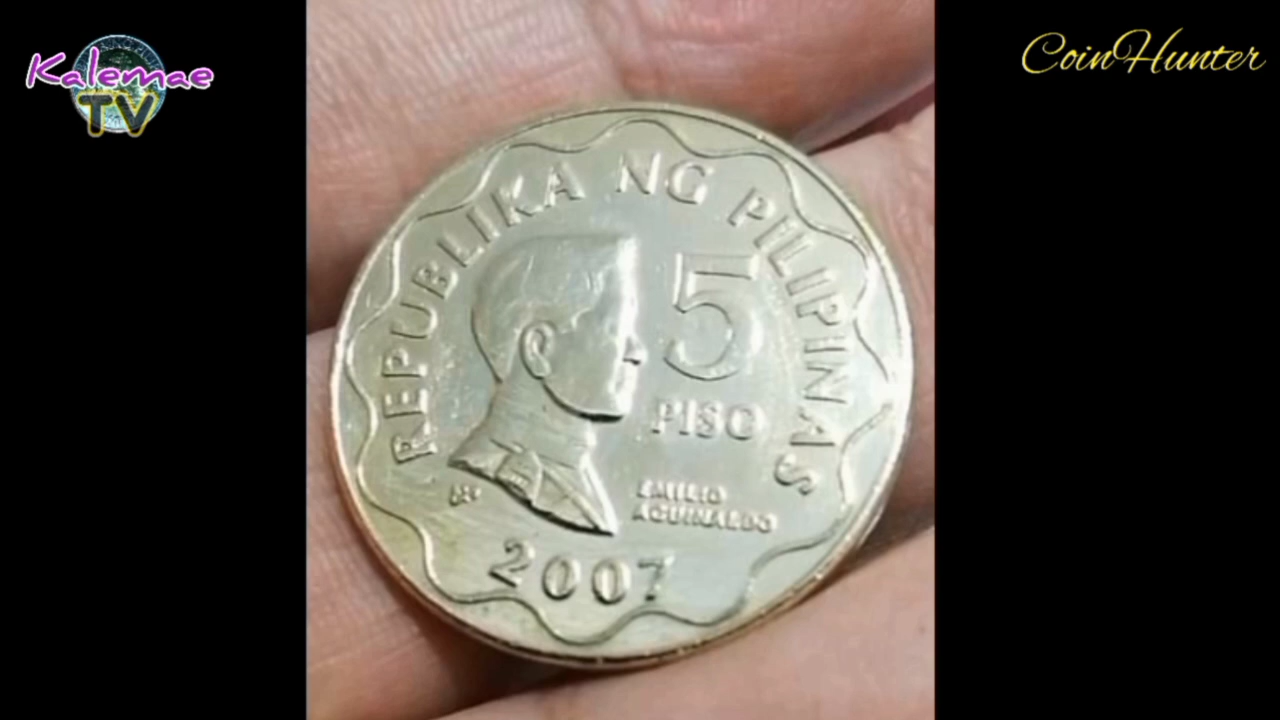 Kalemae
TV
CoinHunter
REPUBLIKA NG PILIPINAS
5
PISO
EMILIO
AGUINALDO
2007